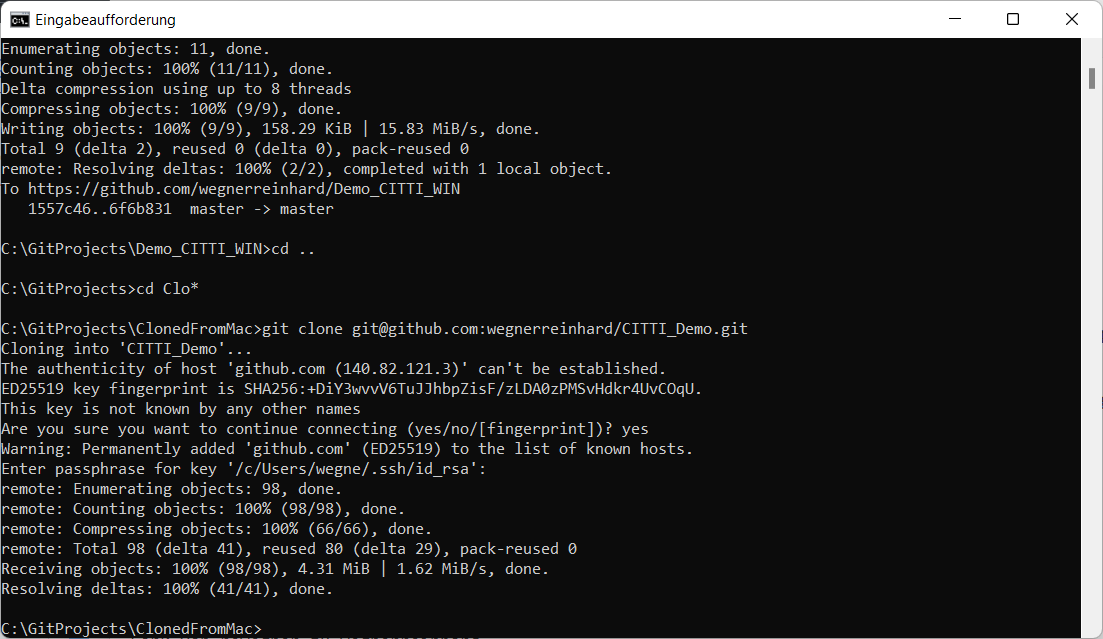 Eingabeaufforderung
Enumerating objects: 11, done.
Counting objects: 100% (11/11), done.
Delta compression using up to 8 threads
Compressing objects: 100% (9/9), done.
Writing objects: 100% (9/9), 158.29 KiB | 15.83 MiB/s, done.
Total 9 (delta 2), reused 0 (delta 0), pack-reused 0
remote: Resolving deltas: 100% (2/2), completed with 1 local object.
To https://github.com/wegnerreinhard/Demo_CITTI_WIN
   1557c46..6f6b831  master -> master
C:\GitProjects\Demo_CITTI_WIN>cd ..
C:\GitProjects>cd Clo*
C:\GitProjects\ClonedFromMac>git clone git@github.com:wegnerreinhard/CITTI_Demo.git
Cloning into 'CITTI_Demo'...
The authenticity of host 'github.com (140.82.121.3)' can't be established.
ED25519 key fingerprint is SHA256:+DiY3wvvV6TuJJhbpZisF/zLDA0zPMSvHdkr4UvCOqU.
This key is not known by any other names
Are you sure you want to continue connecting (yes/no/[fingerprint])? yes
Warning: Permanently added 'github.com' (ED25519) to the list of known hosts.
Enter passphrase for key '/c/Users/wegne/.ssh/id_rsa':
remote: Enumerating objects: 98, done.
remote: Counting objects: 100% (98/98), done.
remote: Compressing objects: 100% (66/66), done.
remote: Total 98 (delta 41), reused 80 (delta 29), pack-reused 0
Receiving objects: 100% (98/98), 4.31 MiB | 1.62 MiB/s, done.
Resolving deltas: 100% (41/41), done.
C:\GitProjects\ClonedFromMac>